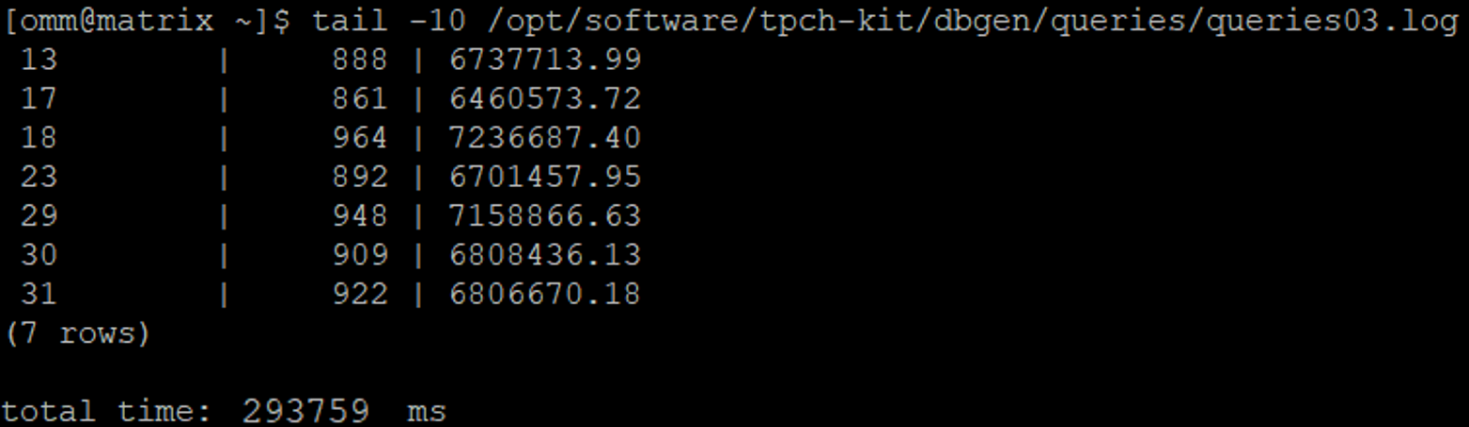 [omm@matrix ~]$ tail -10 /opt/software/tpch-kit/dbgen/queries/queries03.log
13 | 888 | 6737713.99
17 | 861 | 6460573.72
18 | 964 | 7236687.40
23 | 892 | 6701457.95
29 | 948 | 7158866.63
30 | 909 | 6808436.13
31 | 922 | 6806670.18
(7 rows)
total time: 293759 ms